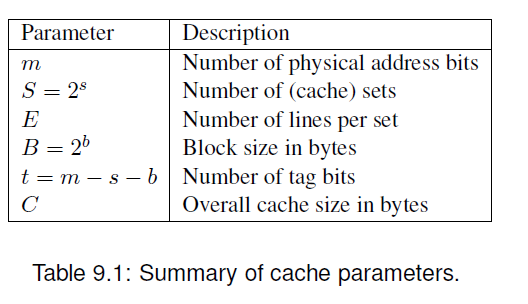 Parameter Description
m Number of physical address bits
S = 2^s Number of (cache) sets
E Number of lines per set
B = 2^b Block size in bytes
t = m − s − b Number of tag bits
C Overall cache size in bytes
Table 9.1: Summary of cache parameters.